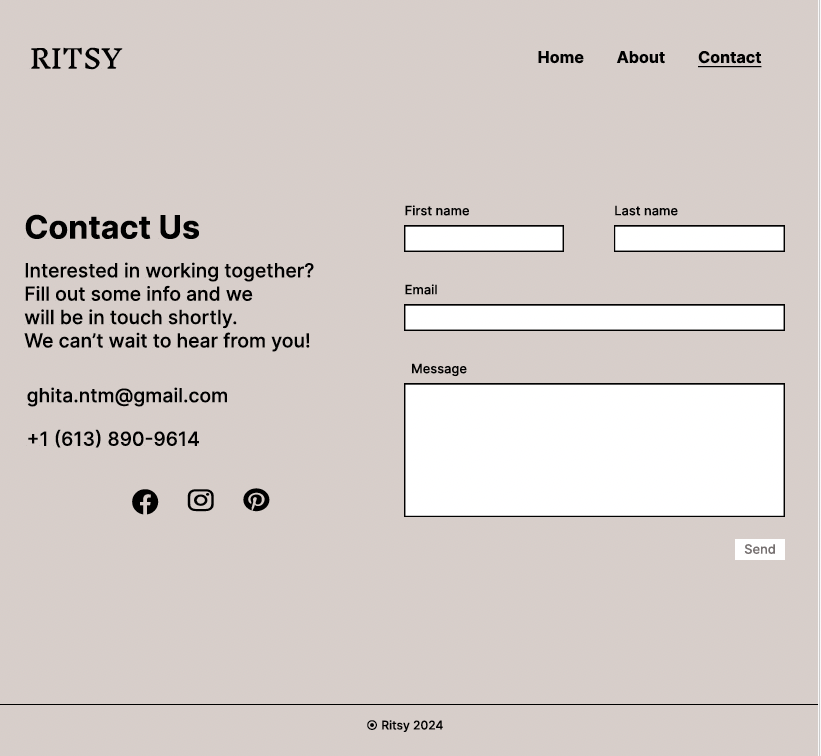 RITSY
Home About Contact
Contact Us
Interested in working together?
Fill out some info and we
will be in touch shortly.
We can’t wait to hear from you!
ghita.ntm@gmail.com
+1 (613) 890-9614
First name Last name
Email
Message
Send
© Ritsy 2024